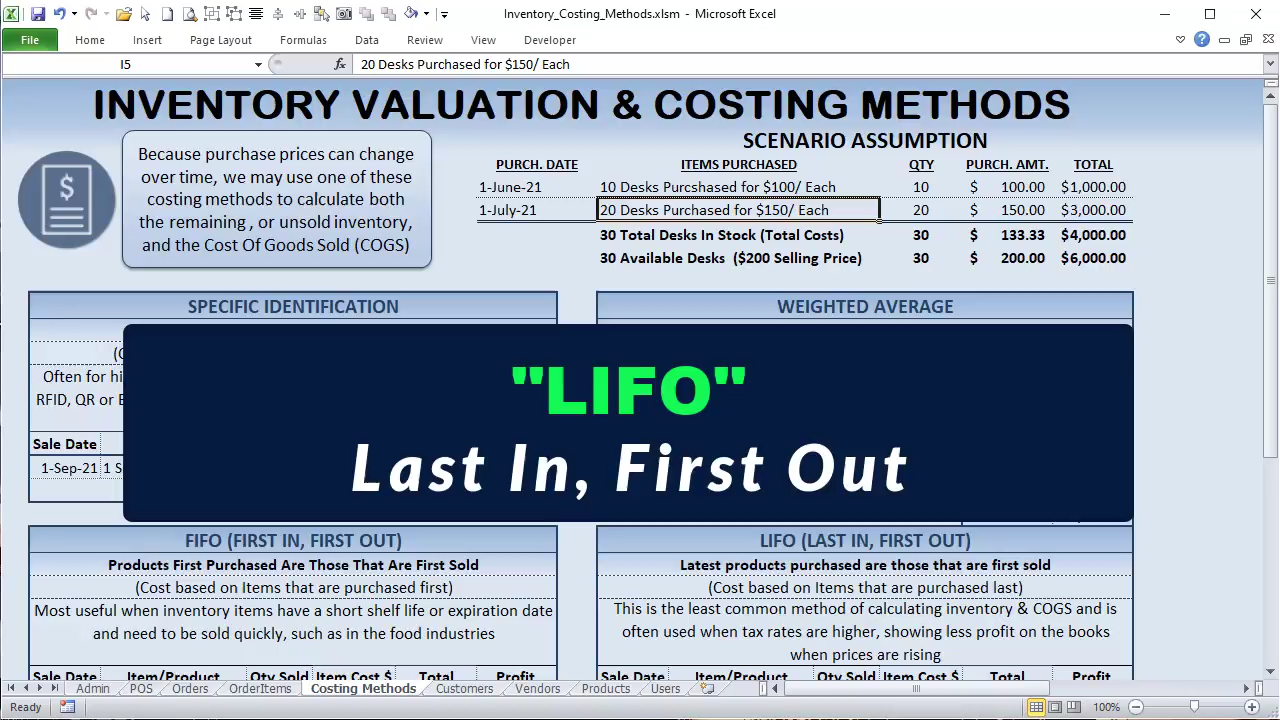 Inventory_Costing_Methods.xlsm - Microsoft Excel
File Home Insert Page Layout Formulas Data Review View Developer
I5 fx 20 Desks Purchased for $150/ Each
INVENTORY VALUATION & COSTING METHODS
Because purchase prices can change
over time, we may use one of these
costing methods to calculate both
the remaining , or unsold inventory,
and the Cost Of Goods Sold (COGS)
SCENARIO ASSUMPTION
PURCH. DATE ITEMS PURCHASED QTY PURCH. AMT. TOTAL
1-June-21 10 Desks Purcshased for $100/ Each 10 $ 100.00 $1,000.00
1-July-21 20 Desks Purcshased for $150/ Each 20 $ 150.00 $3,000.00
30 Total Desks In Stock (Total Costs) 30 $ 133.33 $4,000.00
30 Available Desks ($200 Selling Price) 30 $ 200.00 $6,000.00
SPECIFIC IDENTIFICATION
(C
Often for hi
RFID, QR or
Sale Date
1-Sep-21 1 S
WEIGHTED AVERAGE
"LIFO"
Last In, First Out
FIFO (FIRST IN, FIRST OUT)
Products First Purchased Are Those That Are First Sold
(Cost based on Items that are purchased first)
Most useful when inventory items have a short shelf life or expiration date
and need to be sold quickly, such as in the food industries
Sale Date Item/Product Qty Sold Item Cost $ Total Profit
LIFO (LAST IN, FIRST OUT)
Latest products purchased are those that are first sold
(Cost based on Items that are purchased last)
This is the least common method of calculating inventory & COGS and is
often used when tax rates are higher, showing less profit on the books
when prices are rising
Sale Date Item/Product Qty Sold Item Cost $ Total Profit
Admin POS Orders OrderItems Costing Methods Customers Vendors Products Users
Ready 100%